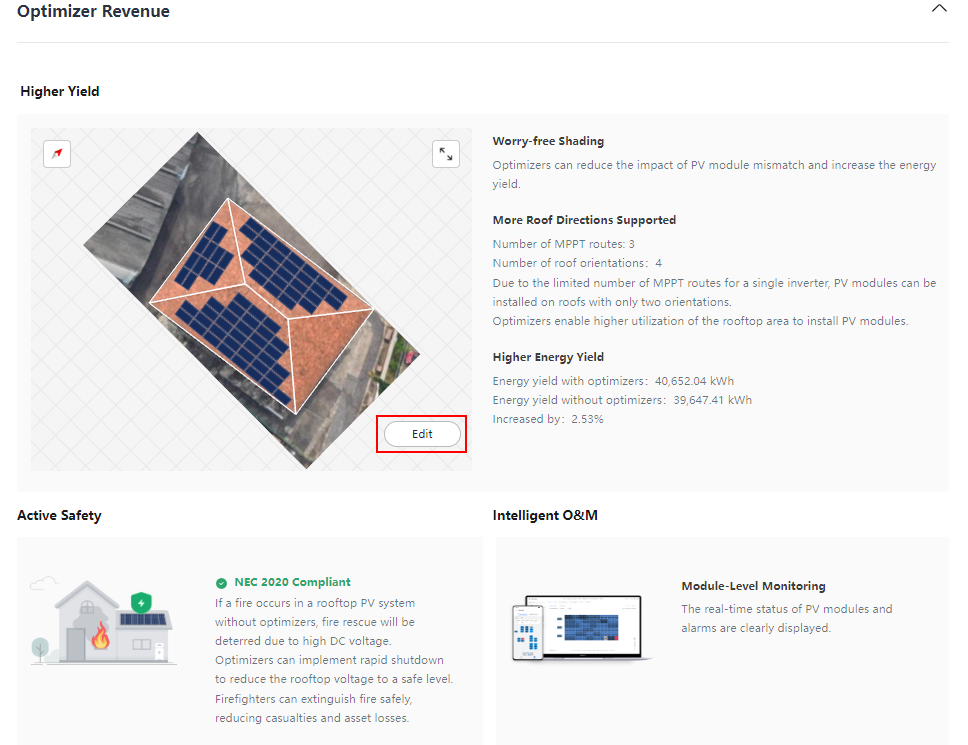 Optimizer Revenue
Higher Yield
Worry-free Shading
Optimizers can reduce the impact of PV module mismatch and increase the energy
yield.
More Roof Directions Supported
Number of MPPT routes: 3
Number of roof orientations: 4
Due to the limited number of MPPT routes for a single inverter, PV modules can be
installed on roofs with only two orientations.
Optimizers enable higher utilization of the rooftop area to install PV modules.
Higher Energy Yield
Energy yield with optimizers: 40,652.04 kWh
Energy yield without optimizers: 39,647.41 kWh
Increased by: 2.53%
Edit
Active Safety
NEC 2020 Compliant
If a fire occurs in a rooftop PV system
without optimizers, fire rescue will be
deterred due to high DC voltage.
Optimizers can implement rapid shutdown
to reduce the rooftop voltage to a safe level.
Firefighters can extinguish fire safely,
reducing casualties and asset losses.
Intelligent O&M
Module-Level Monitoring
The real-time status of PV modules and
alarms are clearly displayed.